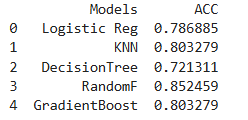 Models ACC
0 Logistic Reg 0.786885
1 KNN 0.803279
2 DecisionTree 0.721311
3 RandomF 0.852459
4 GradientBoost 0.803279